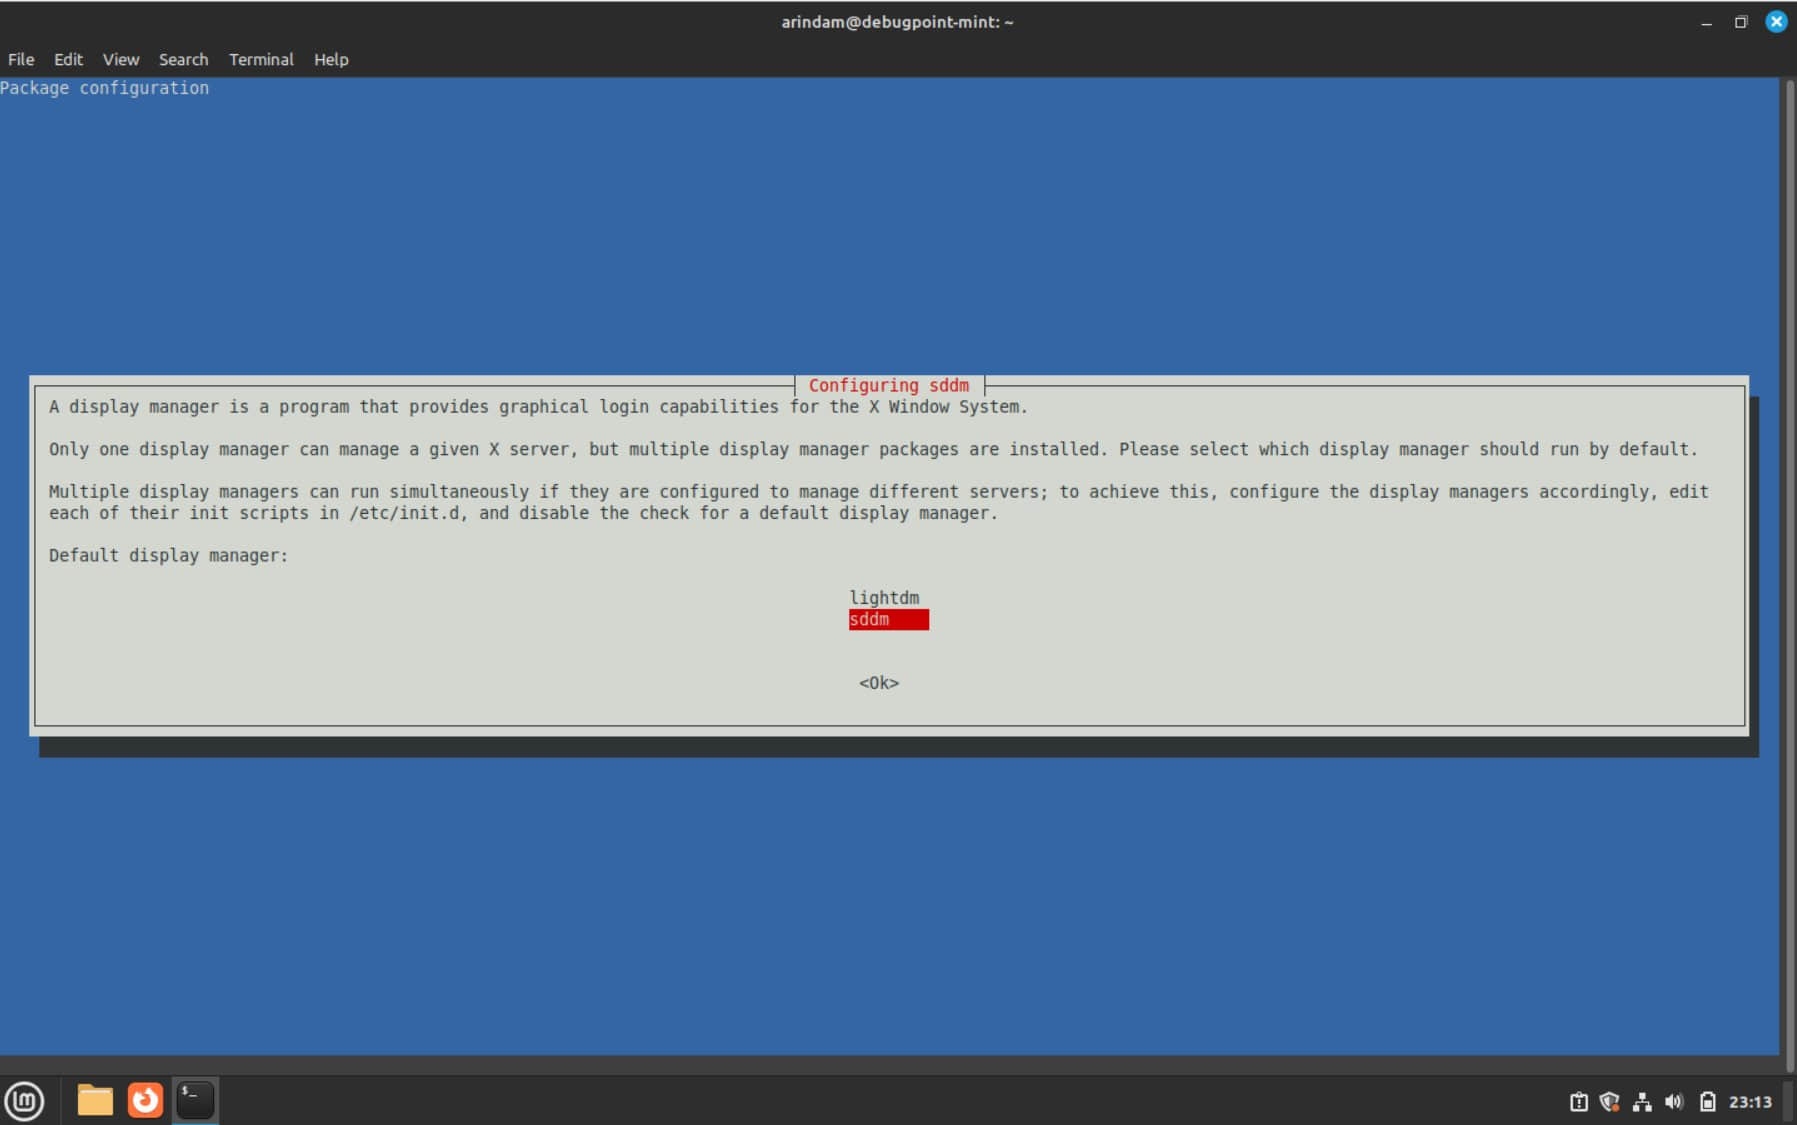 arindam@debugpoint-mint: ~
File Edit View Search Terminal Help
Package configuration
Configuring sddm
A display manager is a program that provides graphical login capabilities for the X Window System.
Only one display manager can manage a given X server, but multiple display manager packages are installed. Please select which display manager should run by default.
Multiple display managers can run simultaneously if they are configured to manage different servers; to achieve this, configure the display managers accordingly, edit
each of their init scripts in /etc/init.d, and disable the check for a default display manager.
Default display manager:
lightdm
sddm
<Ok>
$_
23:13